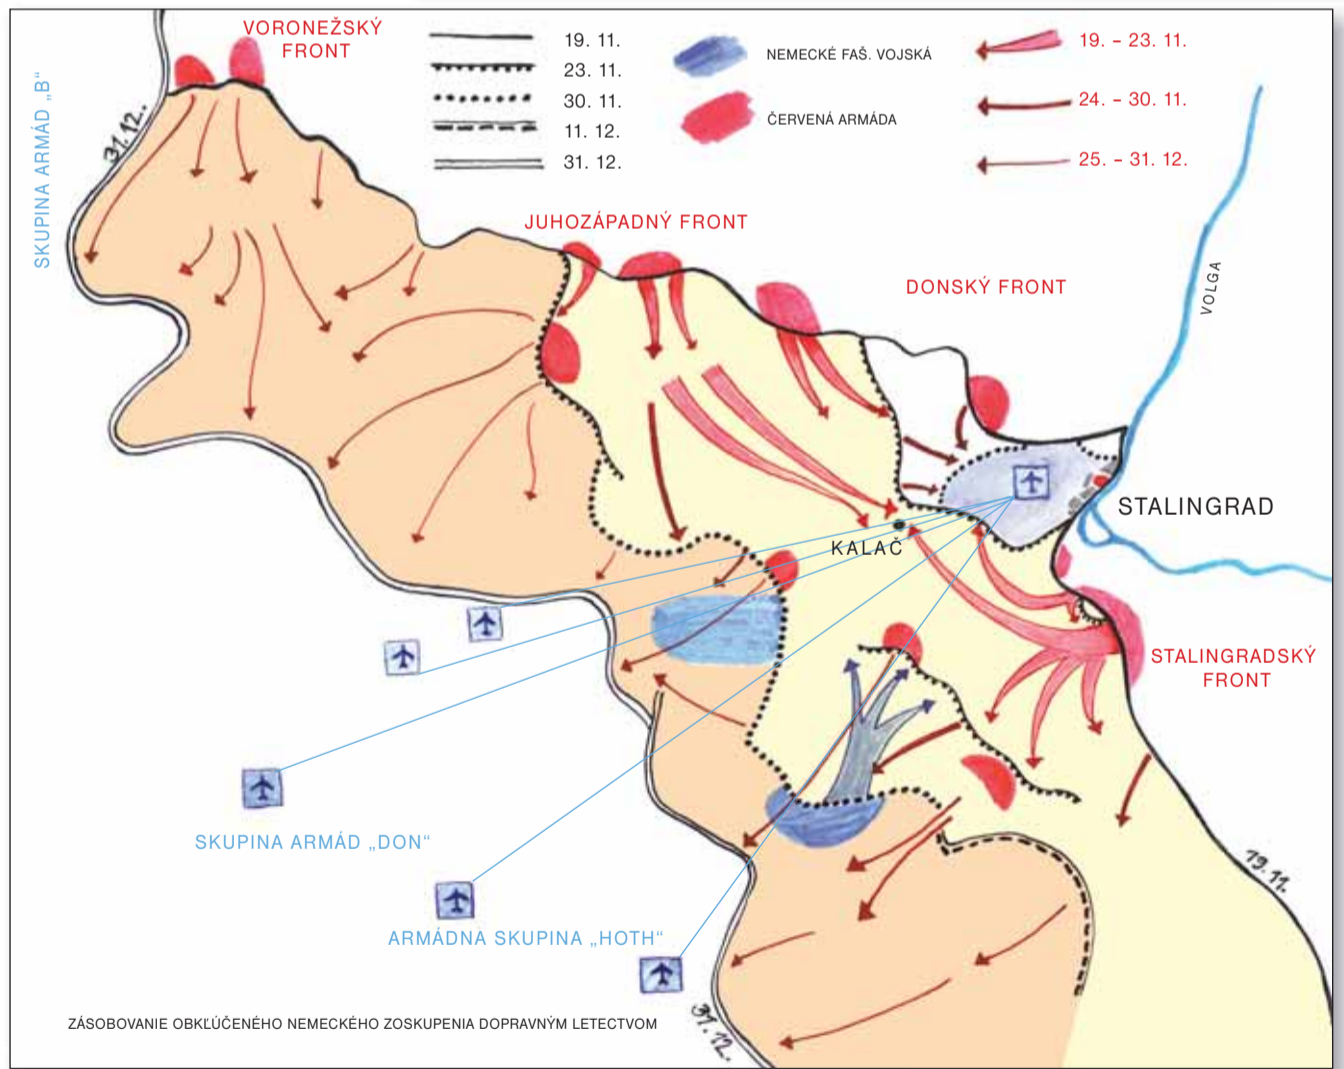 VORONEŽSKÝ
FRONT
19. 11.
23. 11.
30. 11.
11. 12.
31. 12.
NEMECKÉ FAŠ. VOJSKÁ
ČERVENÁ ARMÁDA
19. – 23. 11.
24. – 30. 11.
25. – 31. 12.
SKUPINA ARMÁD „B“
31. 12.
JUHOZÁPADNÝ FRONT
DONSKÝ FRONT
VOLGA
STALINGRAD
KALAČ
STALINGRADSKÝ
FRONT
SKUPINA ARMÁD „DON“
19. 11.
ARMÁDNA SKUPINA „HOTH“
ZÁSOBOVANIE OBKĽÚČENÉHO NEMECKÉHO ZOSKUPENIA DOPRAVNÝM LETECTVOM
31. 12.